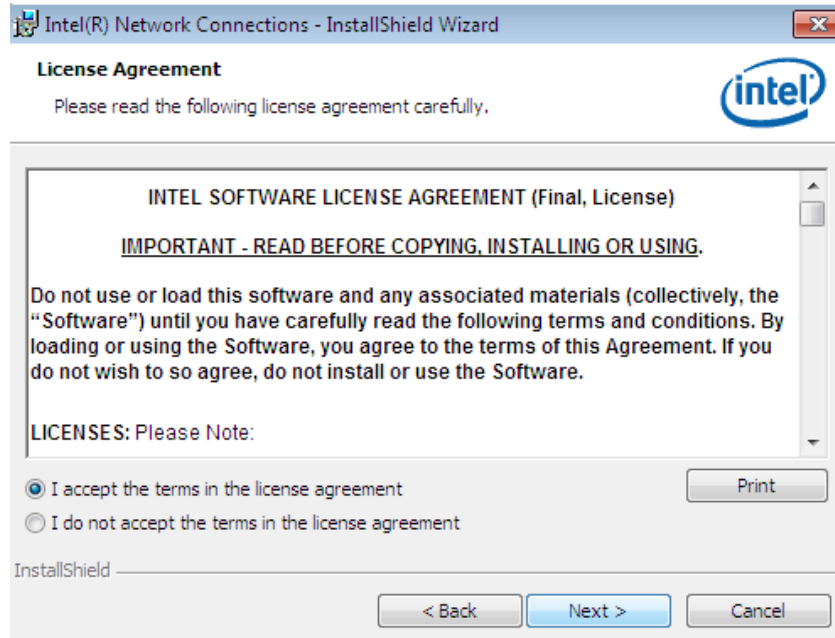 Intel(R) Network Connections - InstallShield Wizard
License Agreement
Please read the following license agreement carefully.
intel
INTEL SOFTWARE LICENSE AGREEMENT (Final, License)
IMPORTANT - READ BEFORE COPYING, INSTALLING OR USING.
Do not use or load this software and any associated materials (collectively, the
“Software”) until you have carefully read the following terms and conditions. By
loading or using the Software, you agree to the terms of this Agreement. If you
do not wish to so agree, do not install or use the Software.
LICENSES: Please Note:
I accept the terms in the license agreement
Print
I do not accept the terms in the license agreement
InstallShield
< Back
Next >
Cancel